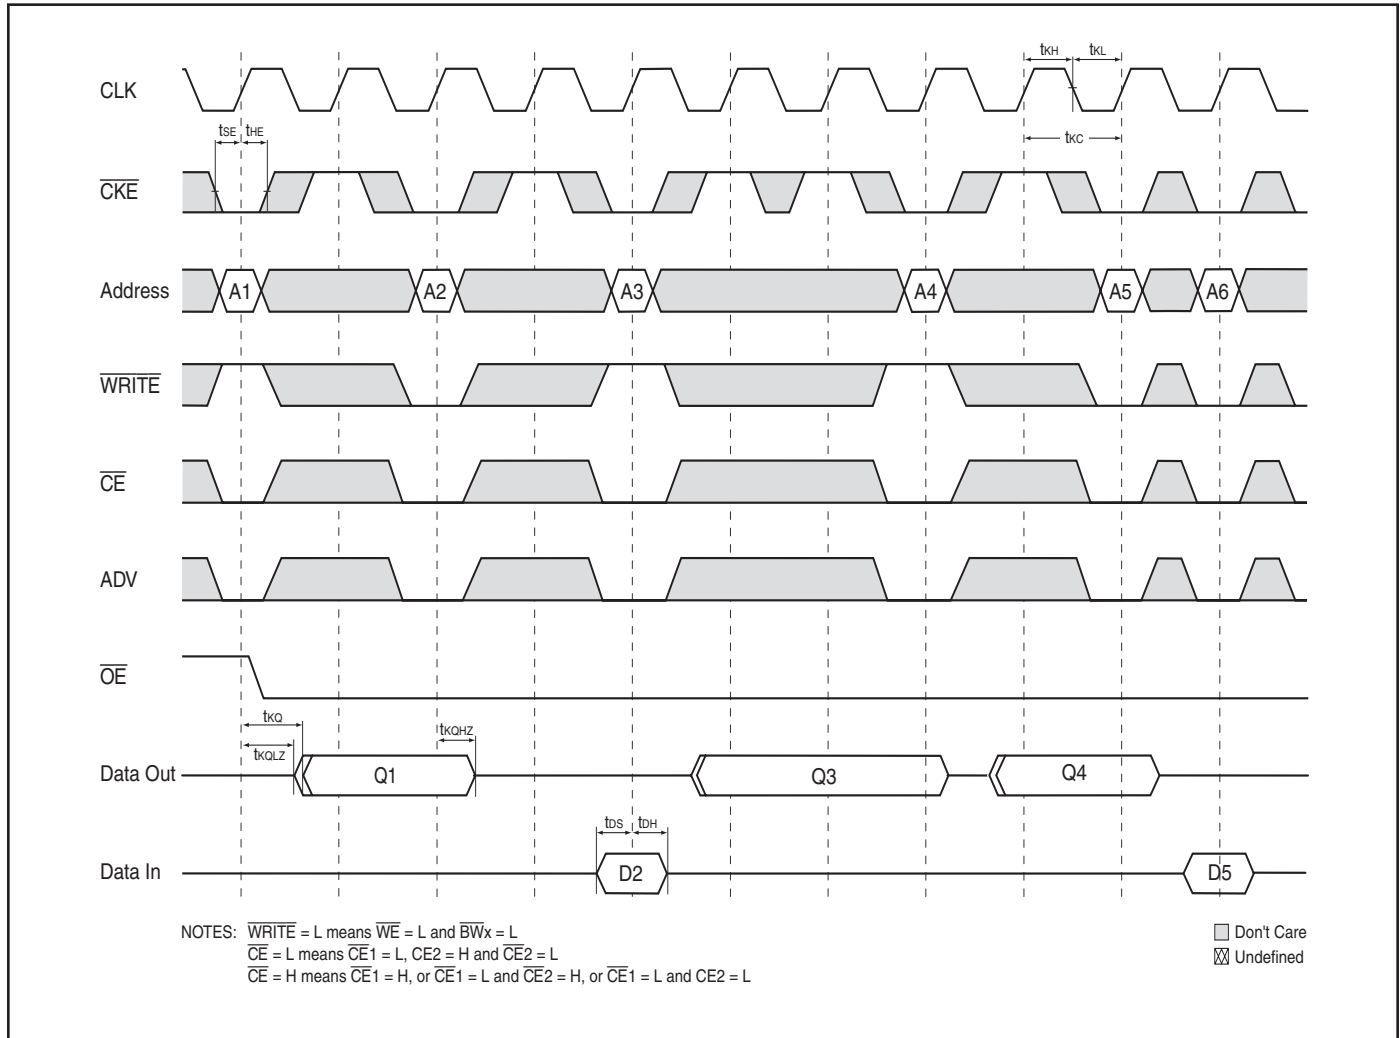 tKH tKL
CLK
tSE tHE
tKC
CKE
Address A1 A2 A3 A4 A5 A6
WRITE
CE
ADV
OE
tKQ
tKQHZ
tKQLZ
Data Out Q1 Q3 Q4
tDS tDH
Data In D2 D5
NOTES: WRITE = L means WE = L and BWx = L
CE = L means CE1 = L, CE2 = H and CE2 = L
CE = H means CE1 = H, or CE1 = L and CE2 = H, or CE1 = L and CE2 = L
Don't Care
Undefined